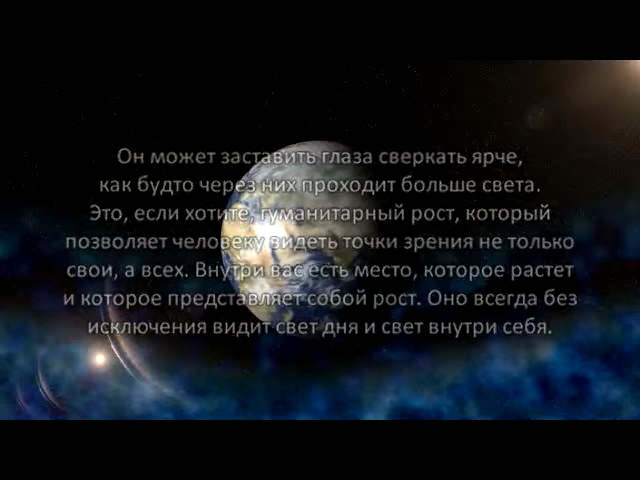 Он может заставить глаза сверкать ярче,
как будто через них проходит больше света.
Это, если хотите, гуманитарный рост, который
позволяет человеку видеть точки зрения не только
свои, а всех. Внутри вас есть место, которое растет
и которое представляет собой рост. Оно всегда без
исключения видит свет дня и свет внутри себя.